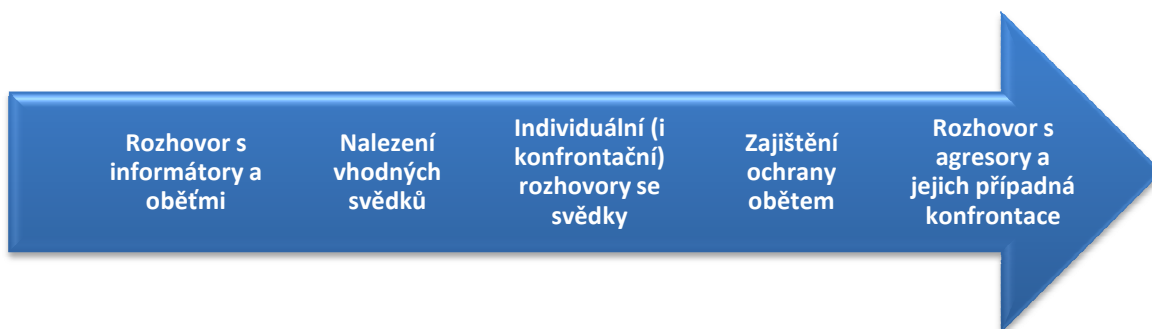 Rozhovor s
informátory a
oběťmi
Nalezení
vhodných
svědků
Individuální (i
konfrontační)
rozhovory se
svědky
Zajištění
ochrany
obětem
Rozhovor s
agresory a
jejich případná
konfrontace